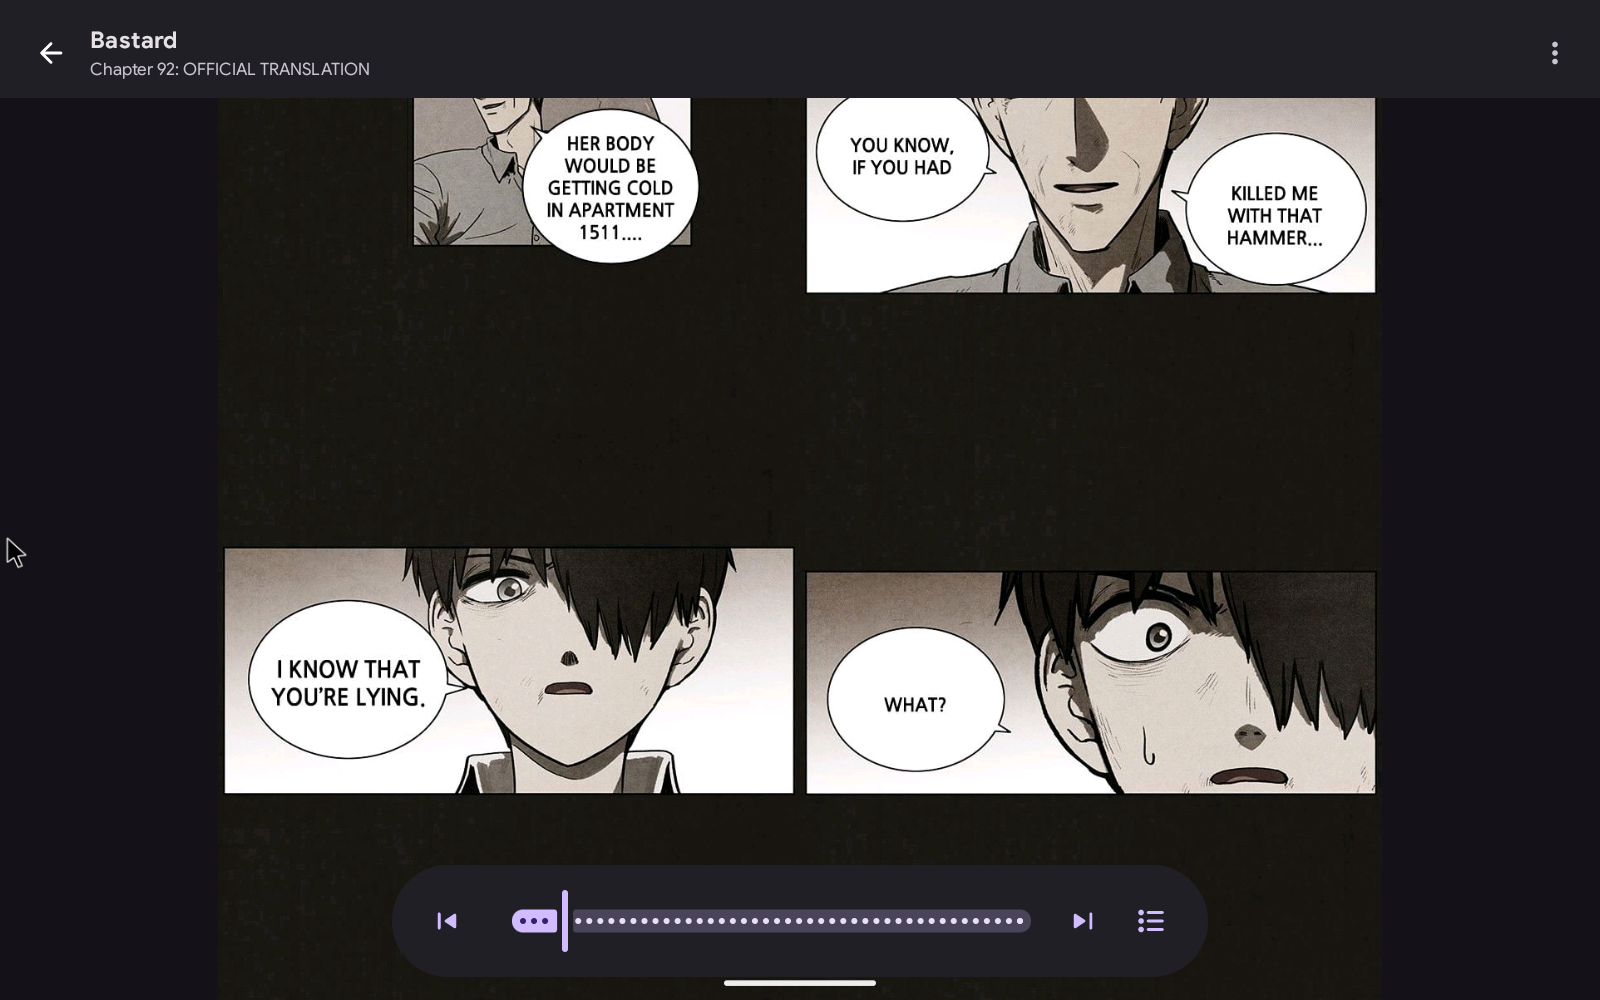 Bastard
Chapter 92: OFFICIAL TRANSLATION
HER BODY
WOULD BE
GETTING COLD
IN APARTMENT
1511....
YOU KNOW,
IF YOU HAD
KILLED ME
WITH THAT
HAMMER...
I KNOW THAT
YOU'RE LYING.
WHAT?